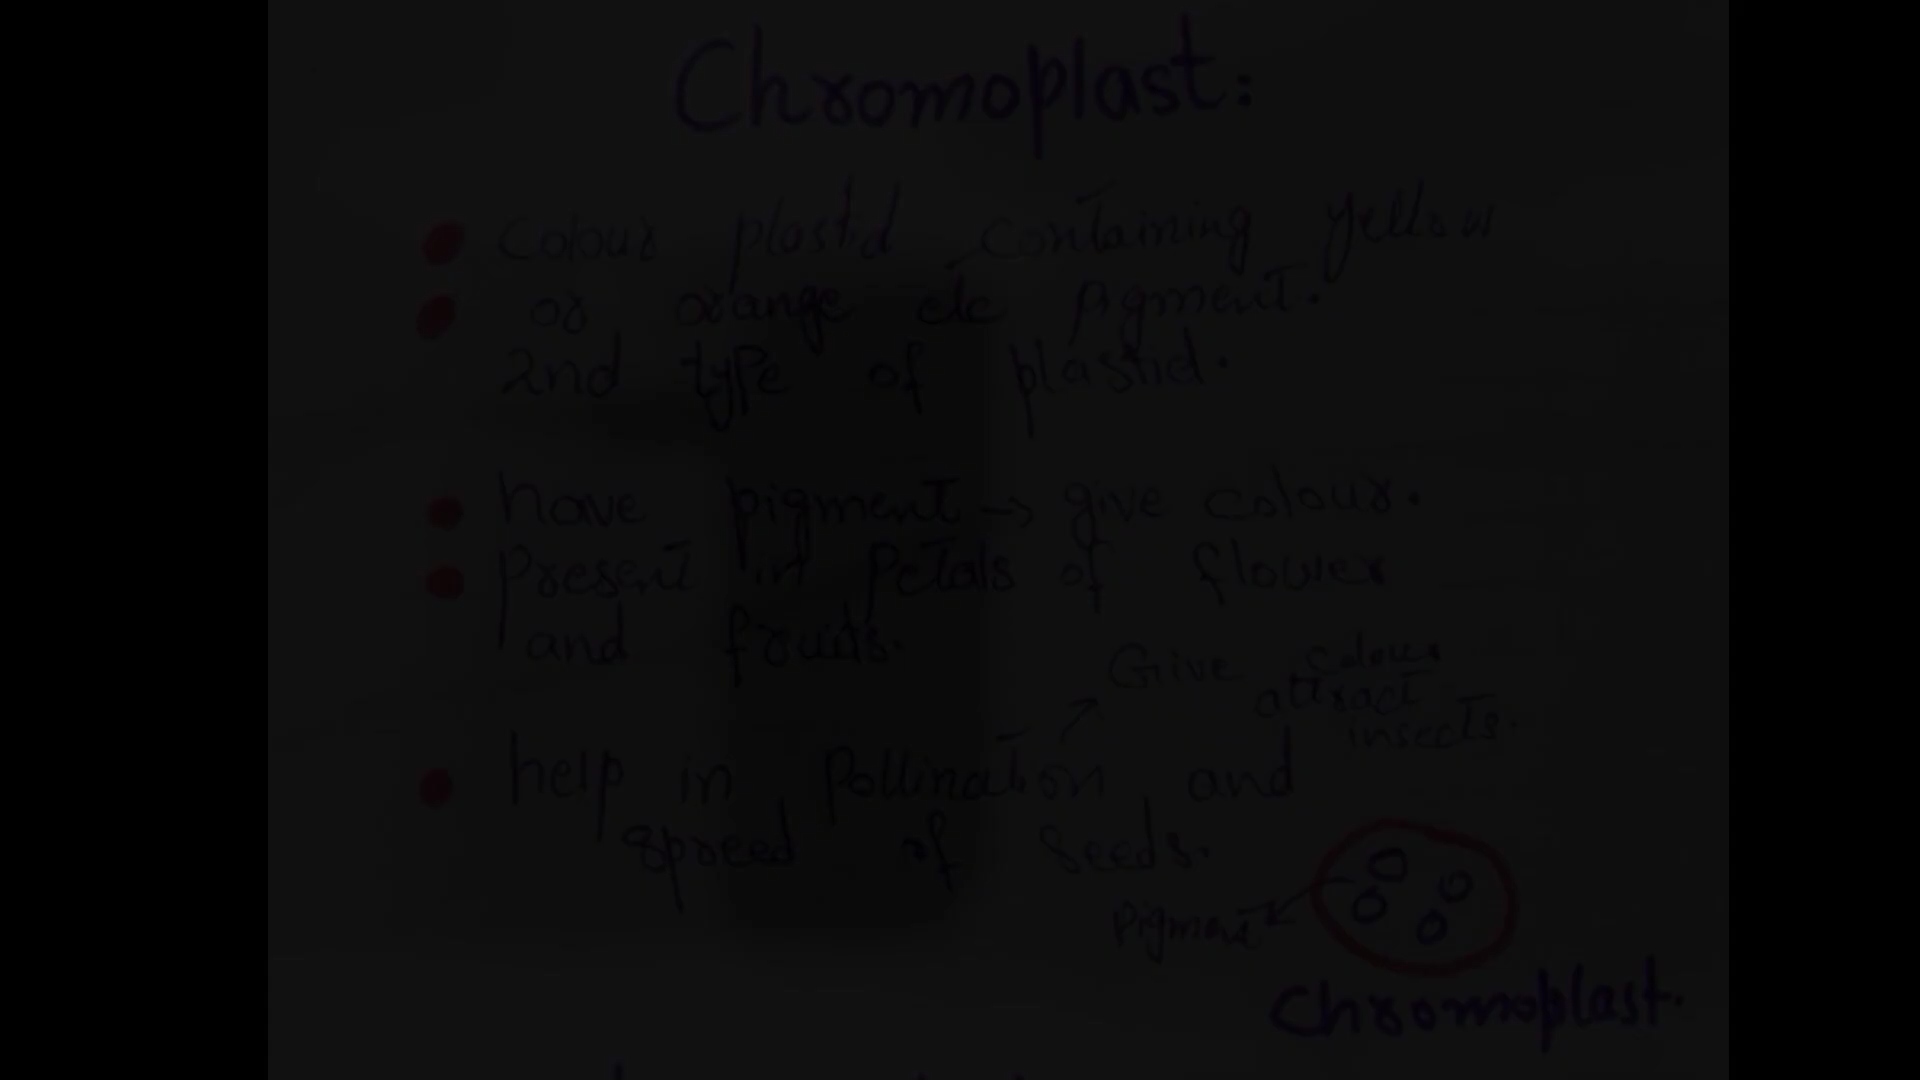 Chromoplast:
Colour plastid containing yellow
or orange etc pigment.
2nd type of plastid.
have pigment → give colour.
Present in Petals of flower
and fruits.
Give colour
attract
insects.
help in Pollination and
spreed of Seeds.
Pigment
Chromoplast.